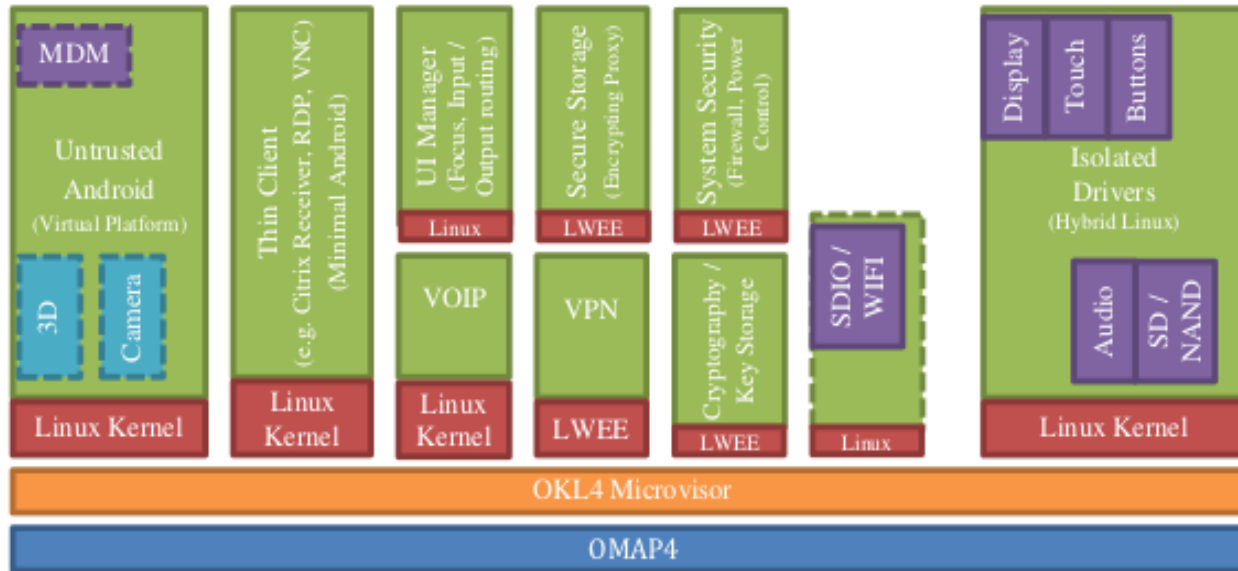 MDM
Untrusted
Android
(Virtual Platform)
3D
Camera
Linux Kernel
Thin Client
(e.g. Citrix Receiver, RDP, VNC)
(Minimal Android)
Linux
Kernel
UI Manager
(Focus, Input /
Output routing)
Linux
VOIP
Linux
Kernel
Secure Storage
(Encrypting Proxy)
LWEE
VPN
LWEE
System Security
(Firewall, Power
Control)
LWEE
Cryptography /
Key Storage
LWEE
SDIO /
WIFI
Linux
Display
Touch
Buttons
Isolated
Drivers
(Hybrid Linux)
Audio
SD /
NAND
Linux Kernel
OKL4 Microvisor
OMAP4